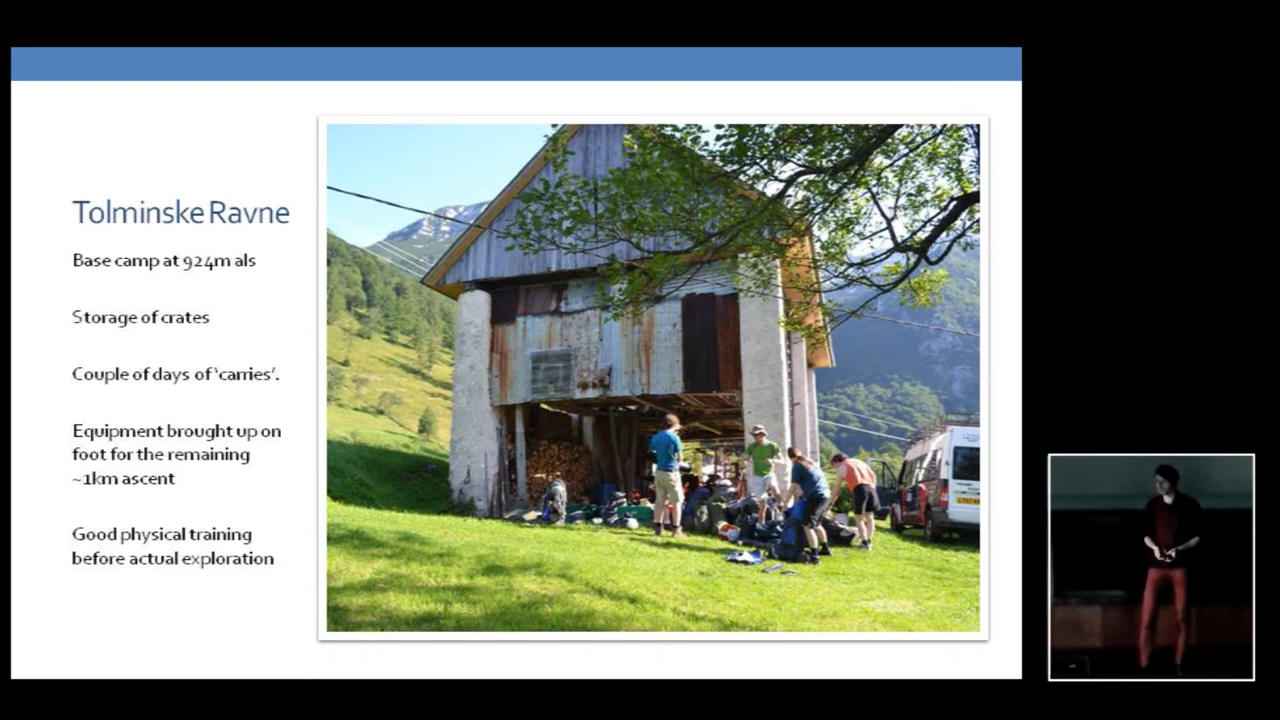 Tolminske Ravne
Base camp at 924m als
Storage of crates
Couple of days of 'carries'.
Equipment brought up on
foot for the remaining
~1km ascent
Good physical training
before actual exploration